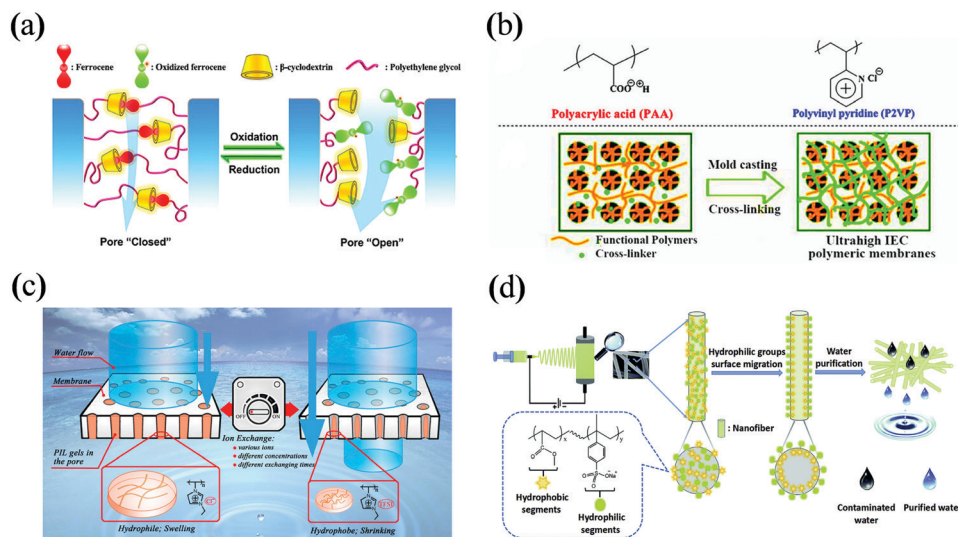 (a)
: Ferrocene
: Oxidized ferrocene
: β-cyclodextrin
: Polyethylene glycol
Oxidation
Reduction
Pore "Closed"
Pore "Open"
(b)
COO⊖⊕H
Polyacrylic acid (PAA)
N Cl⊖
Polyvinyl pyridine (P2VP)
Mold casting
Cross-linking
Functional Polymers
Cross-linker
Ultrahigh IEC
polymeric membranes
(c)
Water flow
Membrane
PIL gels in
the pore
OFF
ON
Ion Exchange:
various ions
different concentrations
different exchanging times
Hydrophile; Swelling
Hydrophobe; Shrinking
(d)
Hydrophilic groups
surface migration
Water
purification
: Nanofiber
Hydrophobic
segments
Hydrophilic
segments
Contaminated
water
Purified water